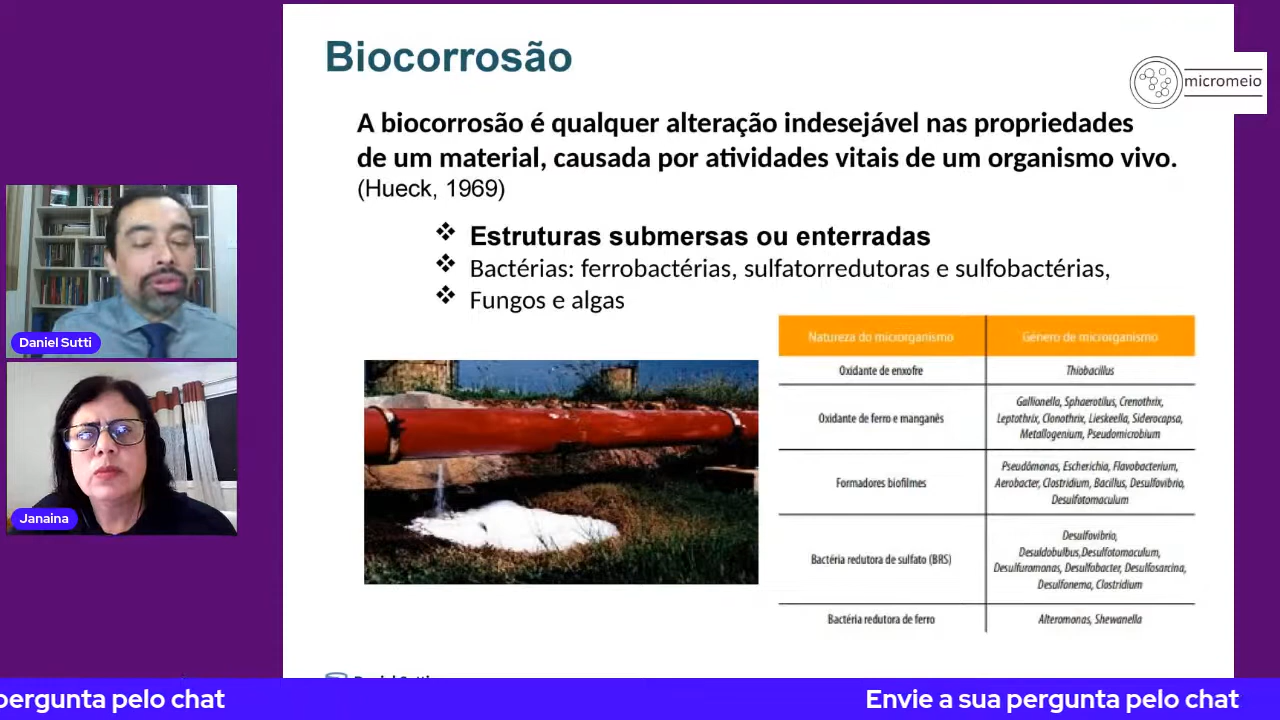 Biocorrosão
micromeio
A biocorrosão é qualquer alteração indesejável nas propriedades
de um material, causada por atividades vitais de um organismo vivo.
(Hueck, 1969)
❖ Estruturas submersas ou enterradas
❖ Bactérias: ferrobactérias, sulfatorredutoras e sulfobactérias,
❖ Fungos e algas
Natureza do microrganismo Género de microrganismo
Oxidante de enxofre Thiobacillus
Oxidante de ferro e manganês
Gallionella, Sphaerotilus, Crenothrix,
Leptothrix, Clonothrix, Lieskeella, Siderocapsa,
Metallogenium, Pseudomicrobium
Formadores biofilmes
Pseudômonas, Escherichia, Flavobacterium,
Aerobacter, Clostridium, Bacillus, Desulfovibrio,
Desulfotomaculum
Bactéria redutora de sulfato (BRS)
Desulfovibrio,
Desuldobulbus,Desulfotomaculum,
Desulfuromonas, Desulfobacter, Desulfosarcina,
Desulfonema, Clostridium
Bactéria redutora de ferro Alteromonas, Shewanella
Daniel Sutti
Janaina
Daniel Sutti
pergunta pelo chat
Envie a sua pergunta pelo chat